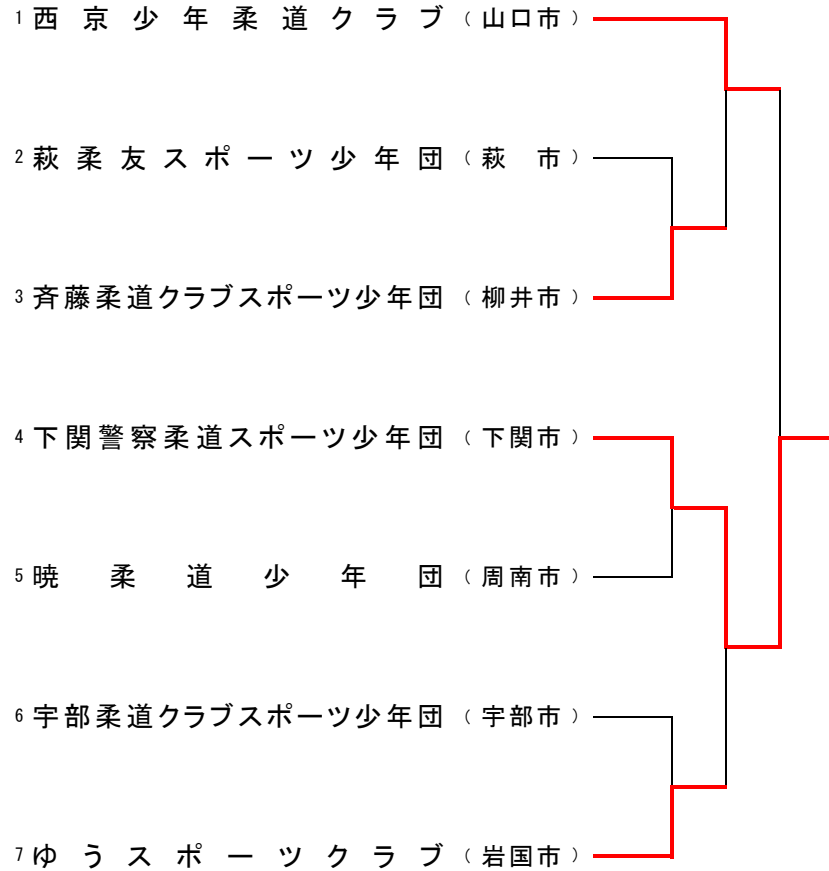 1 西京少年柔道クラブ（山口市）
2 萩柔友スポーツ少年団（萩　市）
3 斉藤柔道クラブスポーツ少年団（柳井市）
4 下関警察柔道スポーツ少年団（下関市）
5 暁柔道少年団（周南市）
6 宇部柔道クラブスポーツ少年団（宇部市）
7 ゆうスポーツクラブ（岩国市）